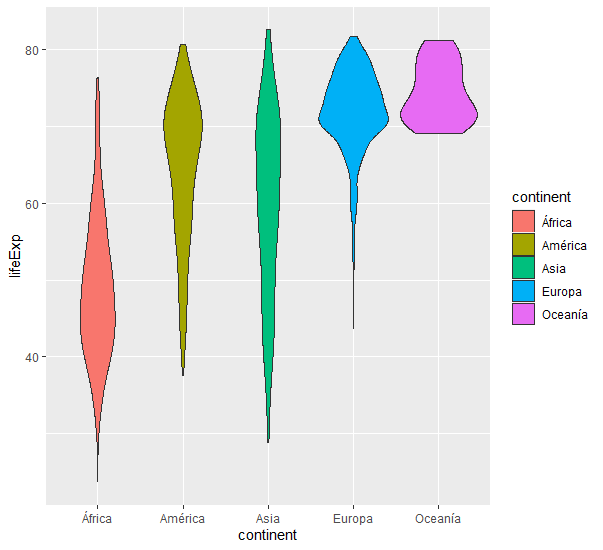 80
60
40
lifeExp
África
América
Asia
Europa
Oceanía
continent
continent
África
América
Asia
Europa
Oceanía